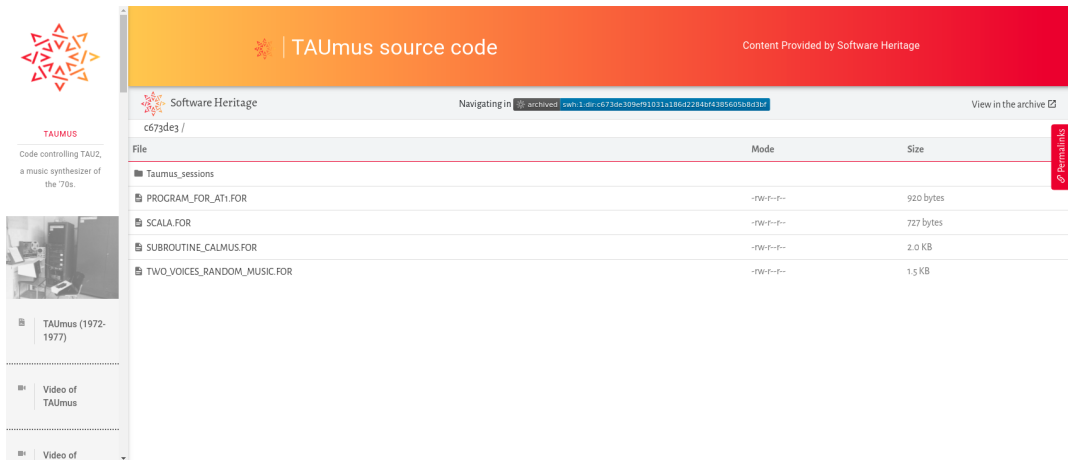 TAUmus source code
Content Provided by Software Heritage
TAUMUS
Code controlling TAU2,
a music synthesizer of
the '70s.
TAUmus (1972-
1977)
Video of
TAUmus
Video of
Software Heritage
Navigating in archived swh:1:dir:c673de309ef91031a186d2284bf4385605b8d3bf
View in the archive
c673de3 /
File Mode Size
Taumus_sessions
PROGRAM_FOR_AT1.FOR -rw-r--r-- 920 bytes
SCALA.FOR -rw-r--r-- 727 bytes
SUBROUTINE_CALMUS.FOR -rw-r--r-- 2.0 KB
TWO_VOICES_RANDOM_MUSIC.FOR -rw-r--r-- 1.5 KB
Permalinks